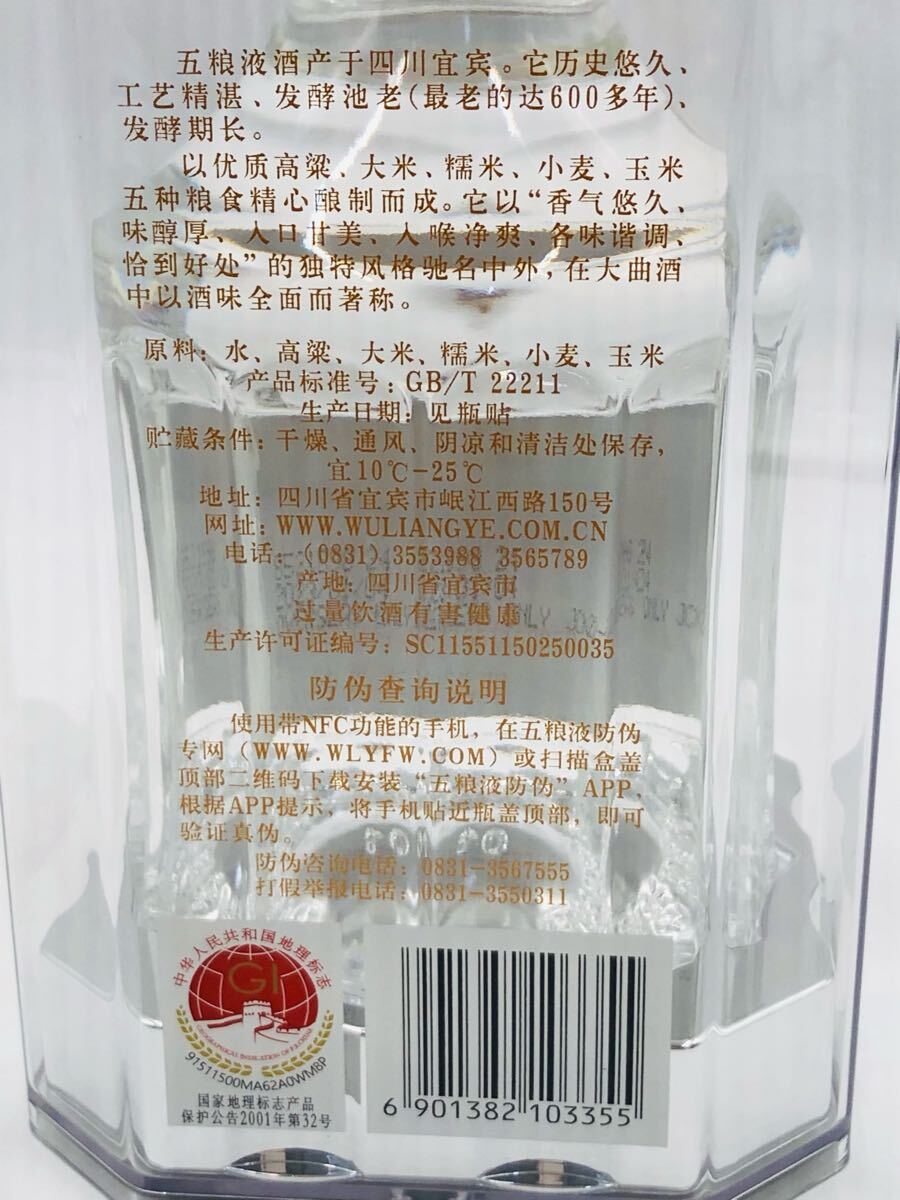 五粮液酒产于四川宜宾。它历史悠久、
工艺精湛、发酵池老(最老的达600多年)、
发酵期长。
以优质高粱、大米、糯米、小麦、玉米
五种粮食精心酿制而成。它以“香气悠久、
味醇厚、入口甘美、入喉净爽、各味谐调、
恰到好处”的独特风格驰名中外,在大曲酒
中以酒味全面而著称。
原料:水、高粱、大米、糯米、小麦、玉米
产品标准号:GB/T 22211
生产日期:见瓶贴
贮藏条件:干燥、通风、阴凉和清洁处保存,
宜10℃-25℃
地址:四川省宜宾市岷江西路150号
网址:WWW.WULIANGYE.COM.CN
电话:(0831)3553988 3565789
产地:四川省宜宾市
过量饮酒有害健康
生产许可证编号:SC11551150250035
防伪查询说明
使用带NFC功能的手机,在五粮液防伪
专网(WWW.WLYFW.COM)或扫描盒盖
顶部二维码下载安装“五粮液防伪”APP,
根据APP提示,将手机贴近瓶盖顶部,即可
验证真伪。
防伪咨询电话:0831-3567555
打假举报电话:0831-3550311
中华人民共和国地理标志
GI
GEOGRAPHICAL INDICATION OF P.R.CHINA
91511500MA62A0WM8P
国家地理标志产品
保护公告2001年第32号
6 901382 103355